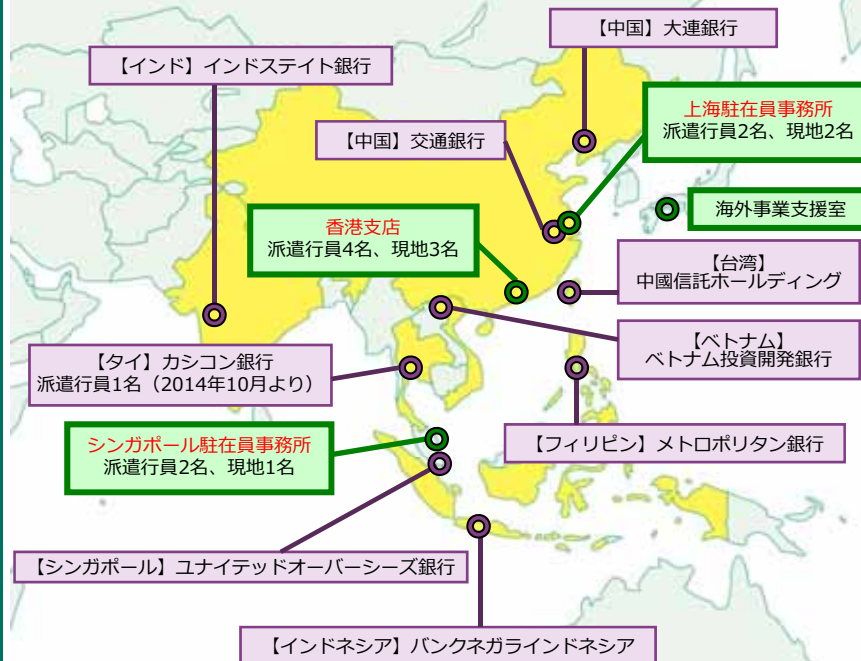 【中国】大連銀行
【インド】インドステイト銀行
上海駐在員事務所
派遣行員2名、現地2名
【中国】交通銀行
海外事業支援室
香港支店
派遣行員4名、現地3名
【台湾】
中國信託ホールディング
【ベトナム】
ベトナム投資開発銀行
【タイ】カシコン銀行
派遣行員1名（2014年10月より）
シンガポール駐在員事務所
派遣行員2名、現地1名
【フィリピン】メトロポリタン銀行
【シンガポール】ユナイテッドオーバーシーズ銀行
【インドネシア】バンクネガラインドネシア